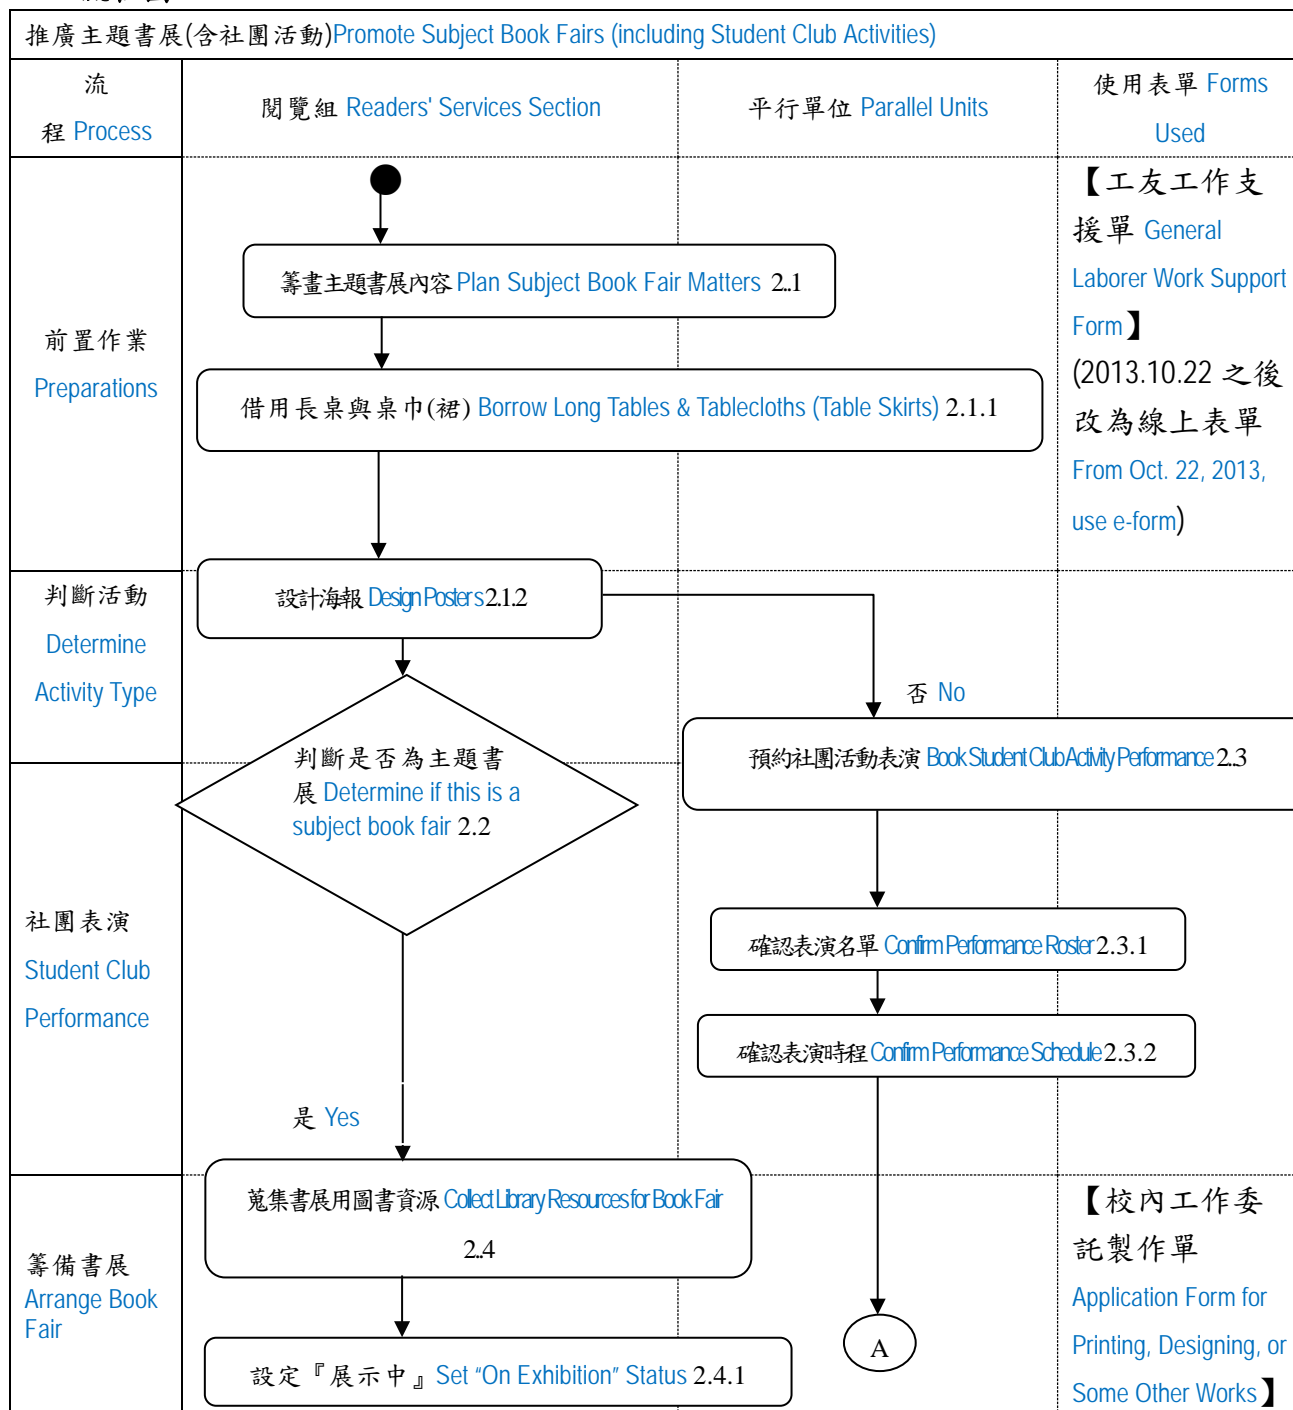 推廣主題書展(含社團活動)Promote Subject Book Fairs (including Student Club Activities)
流
程 Process
閱覽組 Readers' Services Section
平行單位 Parallel Units
使用表單 Forms
Used
前置作業
Preparations
籌畫主題書展內容 Plan Subject Book Fair Matters 2.1
借用長桌與桌巾(裙) Borrow Long Tables & Tablecloths (Table Skirts) 2.1.1
【工友工作支
援單 General
Laborer Work Support
Form】
(2013.10.22 之後
改為線上表單
From Oct. 22, 2013,
use e-form)
判斷活動
Determine
Activity Type
設計海報 Design Posters 2.1.2
否 No
判斷是否為主題書
展 Determine if this is a
subject book fair 2.2
預約社團活動表演 Book Student Club Activity Performance 2.3
社團表演
Student Club
Performance
確認表演名單 Confirm Performance Roster 2.3.1
確認表演時程 Confirm Performance Schedule 2.3.2
是 Yes
籌備書展
Arrange Book
Fair
蒐集書展用圖書資源 Collect Library Resources for Book Fair
2.4
設定『展示中』Set “On Exhibition” Status 2.4.1
A
【校內工作委
託製作單
Application Form for
Printing, Designing, or
Some Other Works】